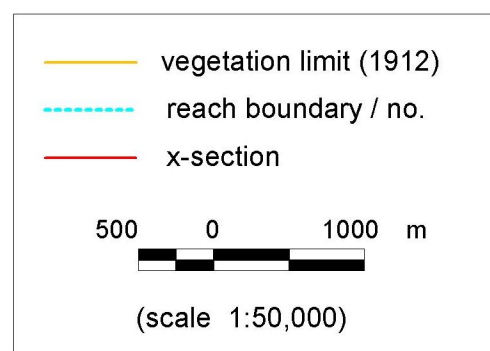 vegetation limit (1912)
reach boundary / no.
x-section
500 0 1000 m
(scale 1:50,000)